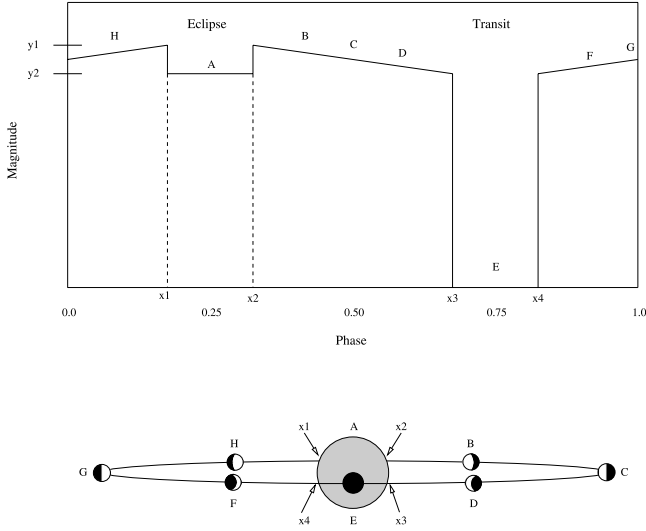 Eclipse Transit
H B C D F G
y1
y2
A
Magnitude
E
x1 x2 x3 x4
0.0 0.25 0.50 0.75 1.0
Phase
x1 A x2
H B
G C
F D
x4 E x3